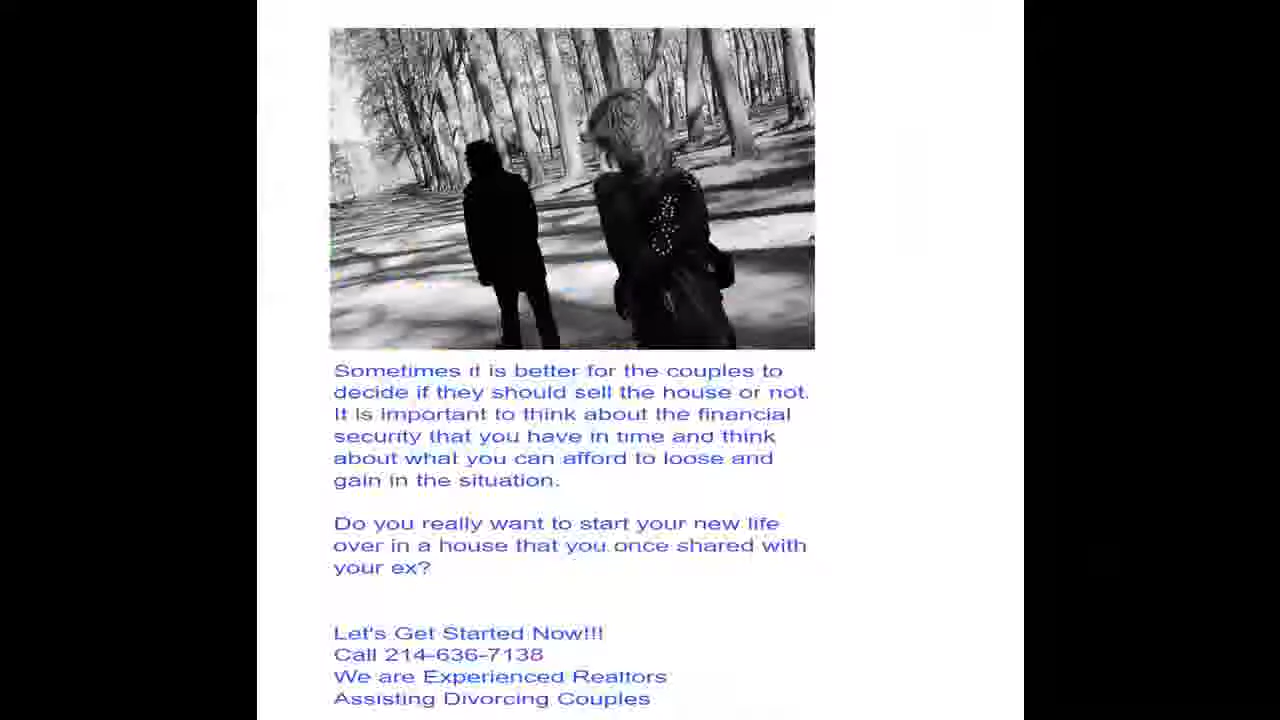 Sometimes it is better for the couples to
decide if they should sell the house or not.
It is important to think about the financial
security that you have in time and think
about what you can afford to loose and
gain in the situation.
Do you really want to start your new life
over in a house that you once shared with
your ex?
Let's Get Started Now!!!
Call 214-636-7138
We are Experienced Realtors
Assisting Divorcing Couples